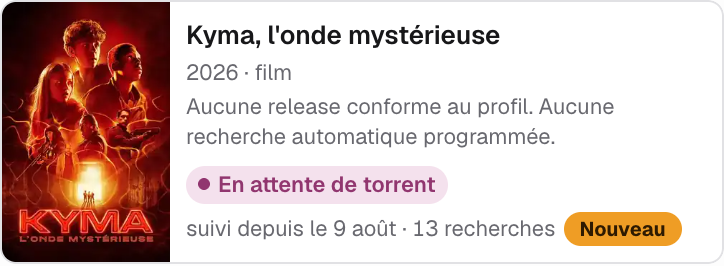 Kyma, l'onde mystérieuse
2026 · film
Aucune release conforme au profil. Aucune
recherche automatique programmée.
En attente de torrent
suivi depuis le 9 août · 13 recherches Nouveau
KYMA
L'ONDE MYSTÉRIEUSE